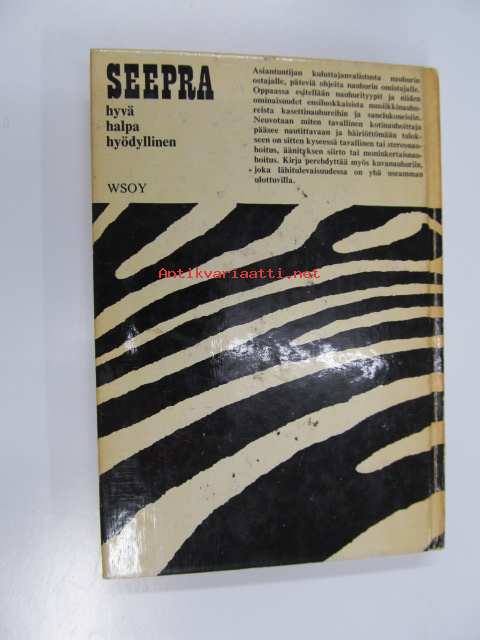 SEEPRA
hyvä
halpa
hyödyllinen
WSOY
Asiantuntijan kuluttajanvalistusta nauhurin
ostajalle, päteviä ohjeita nauhurin omistajalle.
Oppaassa esitellään nauhurityypit ja niiden
ominaisuudet ensiluokkaisista musiikkinauhu-
reista kasettinauhureihin ja sanelukoneisiin.
Neuvotaan miten tavallinen kotinauhoittaja
pääsee nautittavaan ja häiriöttömään tulok-
seen on sitten kyseessä tavallinen tai stereonau-
hoitus, äänityksen siirto tai moninkertaisnau-
hoitus. Kirja perehdyttää myös kuvanauhuriin,
joka lähitulevaisuudessa on yhä useamman
ulottuvilla.
Antikvariaatti.net